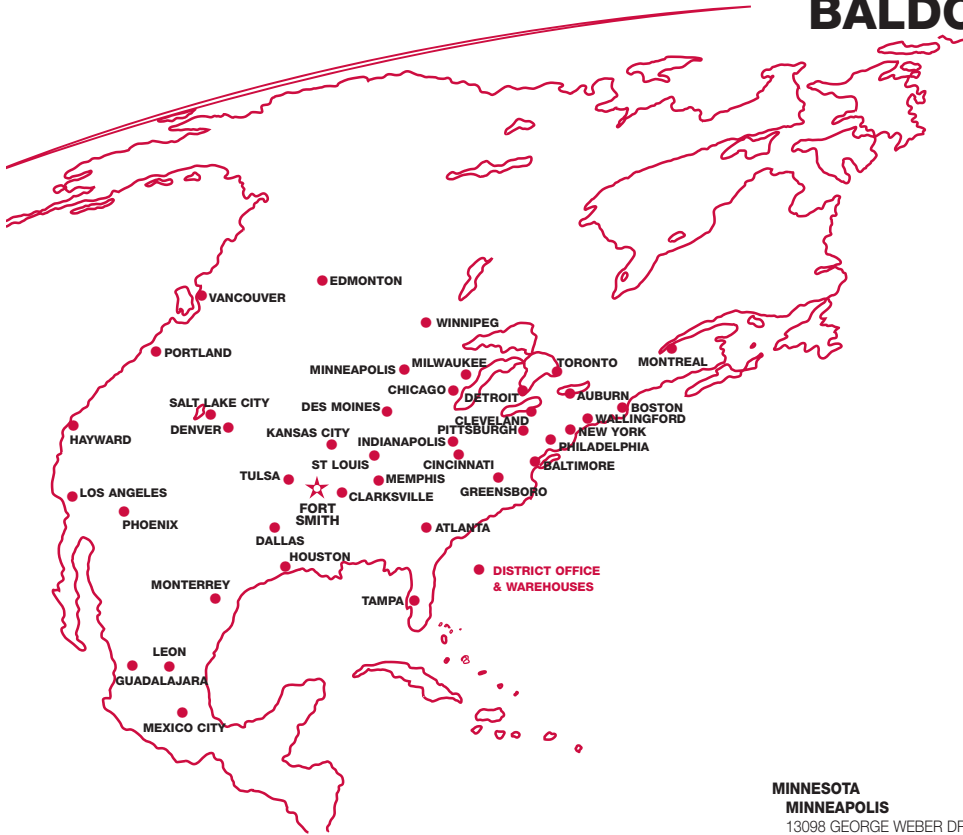 BALDO
EDMONTON
VANCOUVER
WINNIPEG
PORTLAND
MINNEAPOLIS
MILWAUKEE
TORONTO
MONTREAL
CHICAGO
DETROIT
AUBURN
SALT LAKE CITY
DES MOINES
BOSTON
CLEVELAND
WALLINGFORD
DENVER
KANSAS CITY
PITTSBURGH
NEW YORK
HAYWARD
INDIANAPOLIS
PHILADELPHIA
ST LOUIS
CINCINNATI
BALTIMORE
TULSA
MEMPHIS
LOS ANGELES
CLARKSVILLE
GREENSBORO
FORT
SMITH
PHOENIX
ATLANTA
DALLAS
HOUSTON
DISTRICT OFFICE
& WAREHOUSES
MONTERREY
TAMPA
LEON
GUADALAJARA
MEXICO CITY
MINNESOTA
MINNEAPOLIS
13098 GEORGE WEBER DR